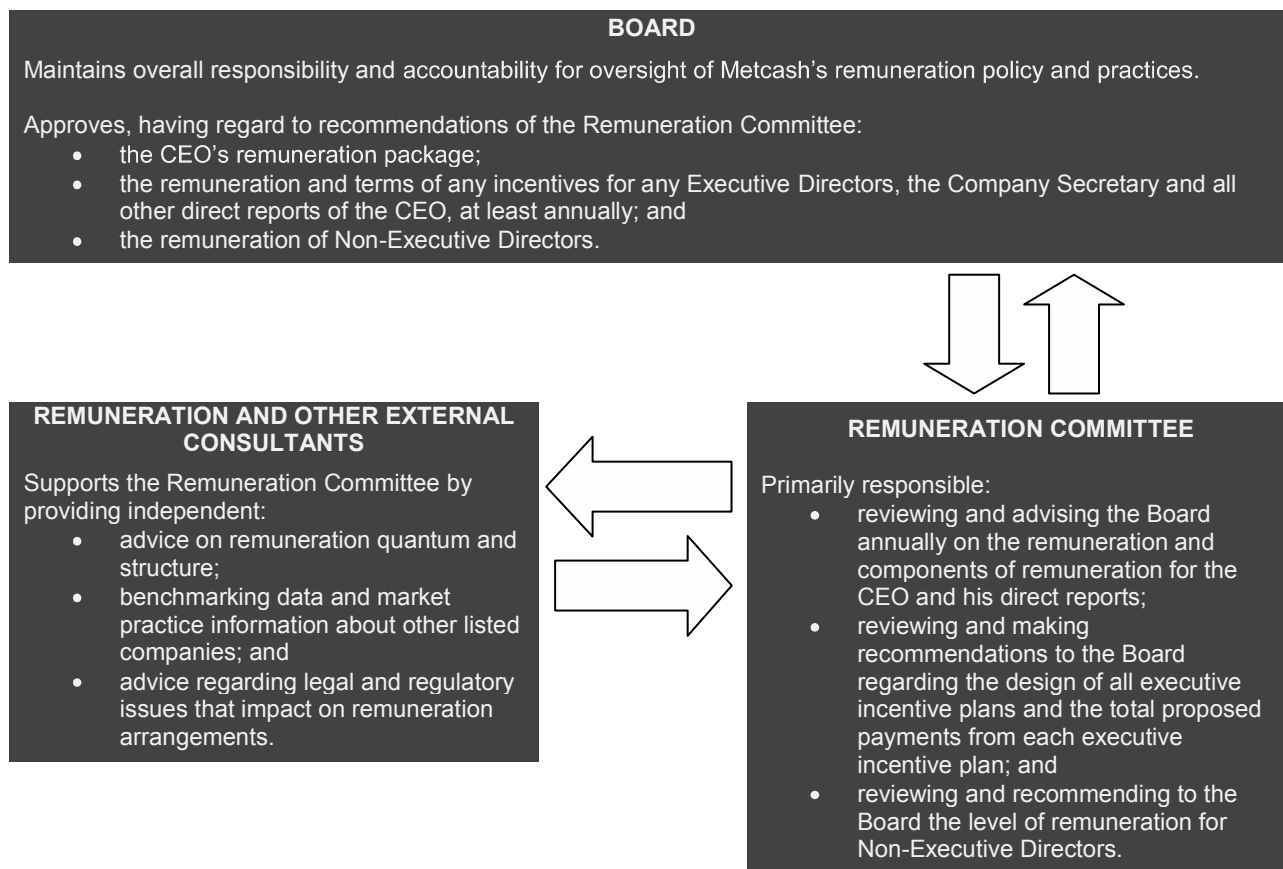 BOARD
Maintains overall responsibility and accountability for oversight of Metcash's remuneration policy and practices.
Approves, having regard to recommendations of the Remuneration Committee:
• the CEO's remuneration package;
• the remuneration and terms of any incentives for any Executive Directors, the Company Secretary and all
other direct reports of the CEO, at least annually; and
• the remuneration of Non-Executive Directors.
REMUNERATION AND OTHER EXTERNAL
CONSULTANTS
Supports the Remuneration Committee by
providing independent:
• advice on remuneration quantum and
structure;
• benchmarking data and market
practice information about other listed
companies; and
• advice regarding legal and regulatory
issues that impact on remuneration
arrangements.
REMUNERATION COMMITTEE
Primarily responsible:
• reviewing and advising the Board
annually on the remuneration and
components of remuneration for the
CEO and his direct reports;
• reviewing and making
recommendations to the Board
regarding the design of all executive
incentive plans and the total proposed
payments from each executive
incentive plan; and
• reviewing and recommending to the
Board the level of remuneration for
Non-Executive Directors.